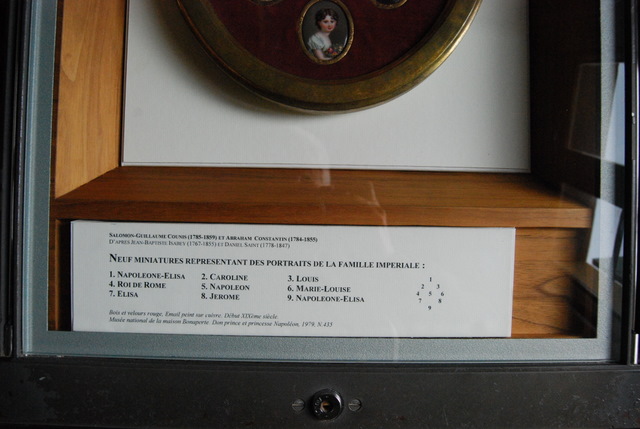 SALOMON-GUILLAUME COUNIS (1785-1859) ET ABRAHAM CONSTANTIN (1784-1855)
D'APRES JEAN-BAPTISTE ISABEY (1767-1855) ET DANIEL SAINT (1778-1847)
NEUF MINIATURES REPRESENTANT DES PORTRAITS DE LA FAMILLE IMPERIALE :
1. NAPOLEONE-ELISA 2. CAROLINE 3. LOUIS
4. ROI DE ROME 5. NAPOLEON 6. MARIE-LOUISE
7. ELISA 8. JEROME 9. NAPOLEONE-ELISA
1
2 3
4 5 6
7 8
9
Bois et velours rouge. Email peint sur cuivre. Début XIXème siècle.
Musée national de la maison Bonaparte. Don prince et princesse Napoléon, 1979. N.435